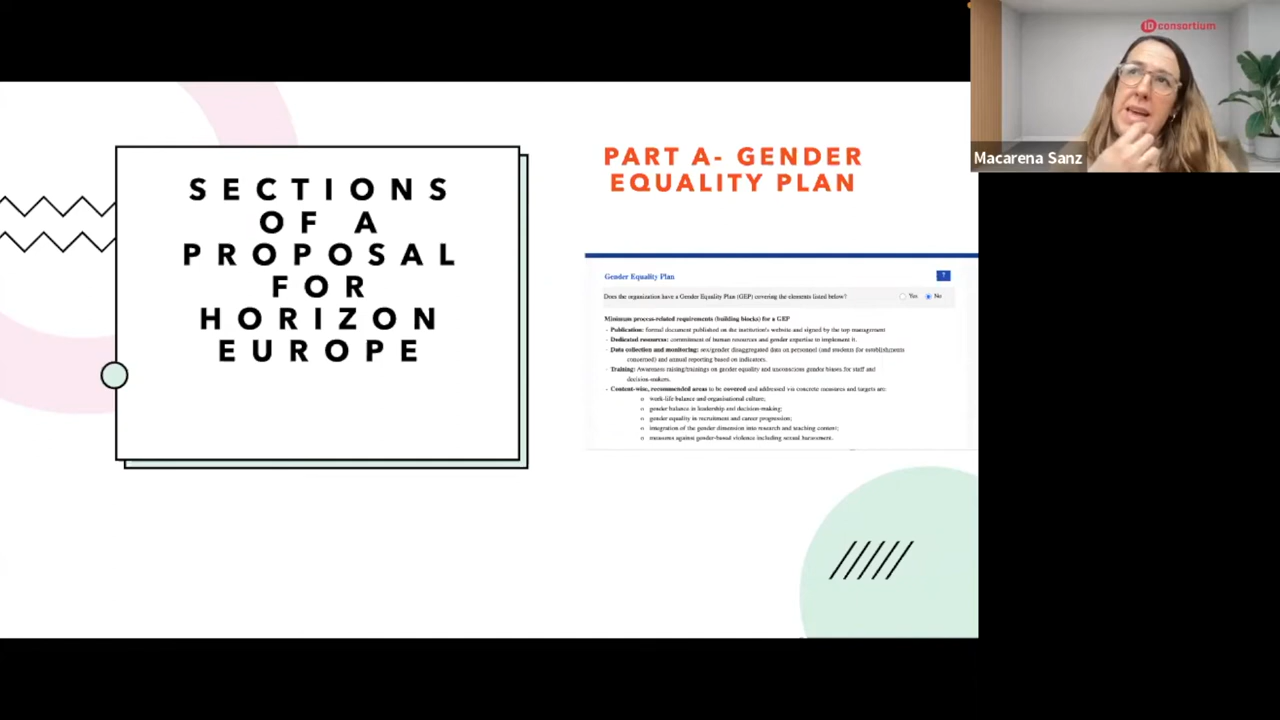 SECTIONS
OF A
PROPOSAL
FOR
HORIZON
EUROPE
PART A- GENDER
EQUALITY PLAN
Gender Equality Plan
?
Does the organization have a Gender Equality Plan (GEP) covering the elements listed below?
Yes
No
Minimum process-related requirements (building blocks) for a GEP
- Publication: formal document published on the institution's website and signed by the top management
- Dedicated resources: commitment of human resources and gender expertise to implement it.
- Data collection and monitoring: sex/gender disaggregated data on personnel (and students (for establishments
concerned) and annual reporting based on indicators.
- Training: Awareness raising/trainings on gender equality and unconscious gender biases for staff and
decision-makers.
- Content-wise, recommended areas to be covered and addressed via concrete measures and targets are:
o work-life balance and organisational culture;
o gender balance in leadership and decision-making;
o gender equality in recruitment and career progression;
o integration of the gender dimension into research and teaching content;
o measures against gender-based violence including sexual harassment.
ID consortium
Macarena Sanz